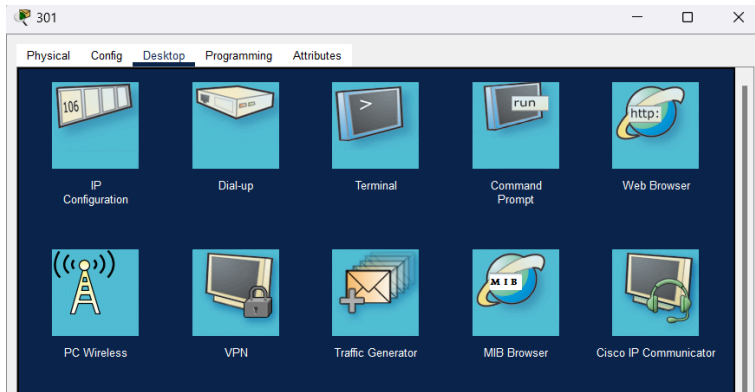 301
Physical Config Desktop Programming Attributes
106
>
run
http:
IP
Configuration
Dial-up
Terminal
Command
Prompt
Web Browser
MIB
PC Wireless
VPN
Traffic Generator
MIB Browser
Cisco IP Communicator